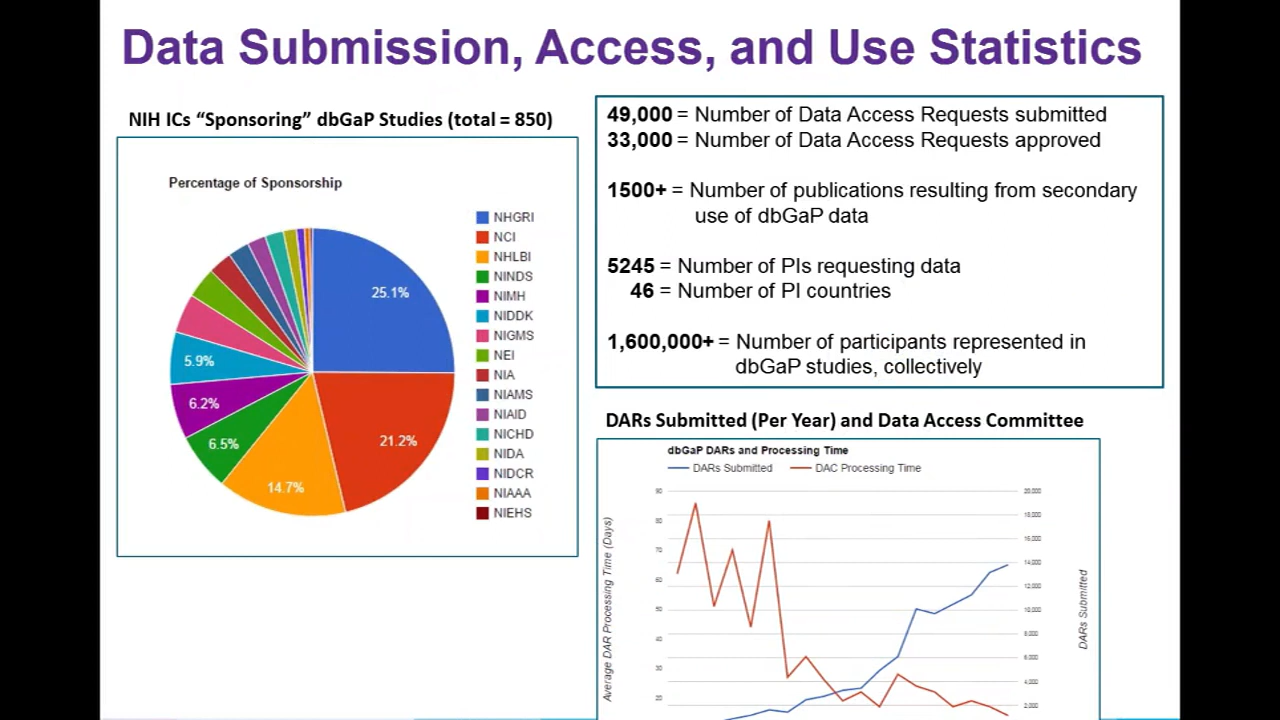 Data Submission, Access, and Use Statistics
NIH ICs “Sponsoring” dbGaP Studies (total = 850)
Percentage of Sponsorship
25.1%
21.2%
14.7%
6.5%
6.2%
5.9%
NHGRI
NCI
NHLBI
NINDS
NIMH
NIDDK
NIGMS
NEI
NIA
NIAMS
NIAID
NICHD
NIDA
NIDCR
NIAAA
NIEHS
49,000 = Number of Data Access Requests submitted
33,000 = Number of Data Access Requests approved
1500+ = Number of publications resulting from secondary
use of dbGaP data
5245 = Number of PIs requesting data
46 = Number of PI countries
1,600,000+ = Number of participants represented in
dbGaP studies, collectively
DARs Submitted (Per Year) and Data Access Committee
dbGaP DARs and Processing Time
DARs Submitted DAC Processing Time
Average DAR Processing Time (Days)
90
80
70
60
50
40
30
20
20,000
18,000
16,000
14,000
12,000
10,000
8,000
6,000
4,000
2,000
DARs Submitted